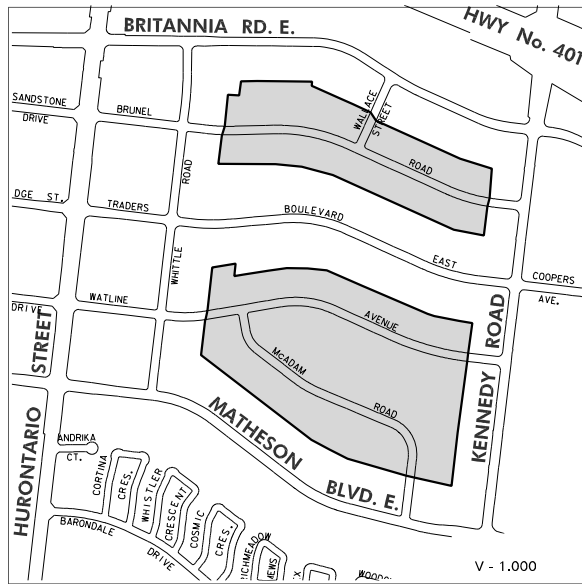 BRITANNIA RD. E.
HWY No. 401
SANDSTONE
DRIVE
BRUNEL
WALLACE
STREET
ROAD
ROAD
DGE ST.
TRADERS
BOULEVARD
EAST
COOPERS
AVE.
WHITTLE
WATLINE
DRIVE
AVENUE
STREET
ROAD
McADAM
ROAD
KENNEDY
MATHESON
BLVD. E.
HURONTARIO
ANDRIKA
CT.
CORTINA
CRES.
WHISTLER
CRESCENT
COSMIC
CRES.
BARONDALE
DRIVE
RICHMEADOW
MEWS
X
WOODG
V - 1.000